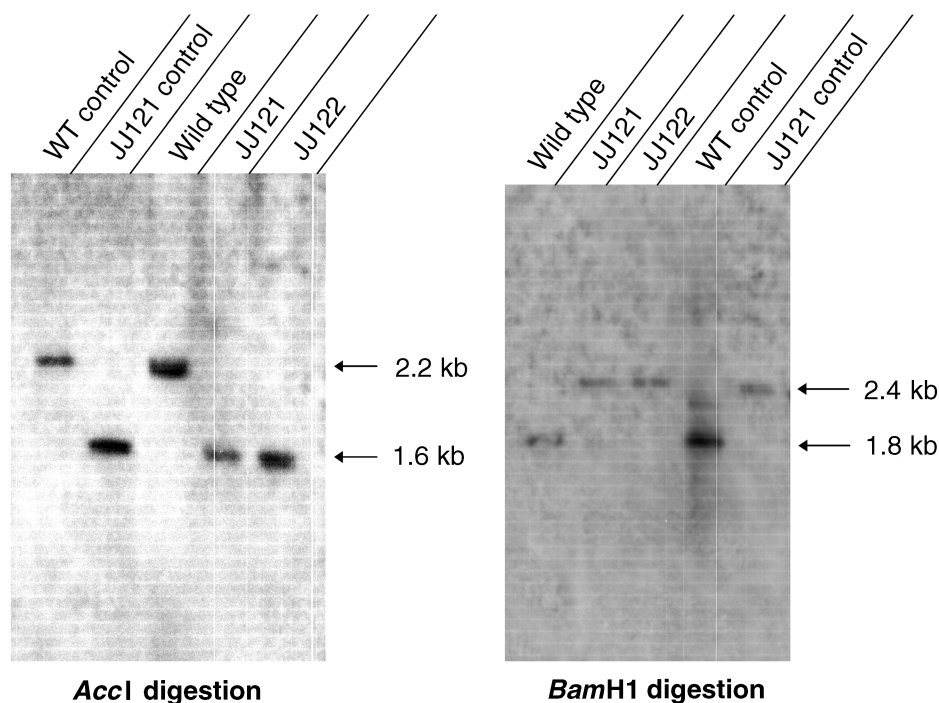 WT control
JJ121 control
Wild type
JJ121
JJ122
2.2 kb
1.6 kb
AccI digestion
Wild type
JJ121
JJ122
WT control
JJ121 control
2.4 kb
1.8 kb
BamH1 digestion